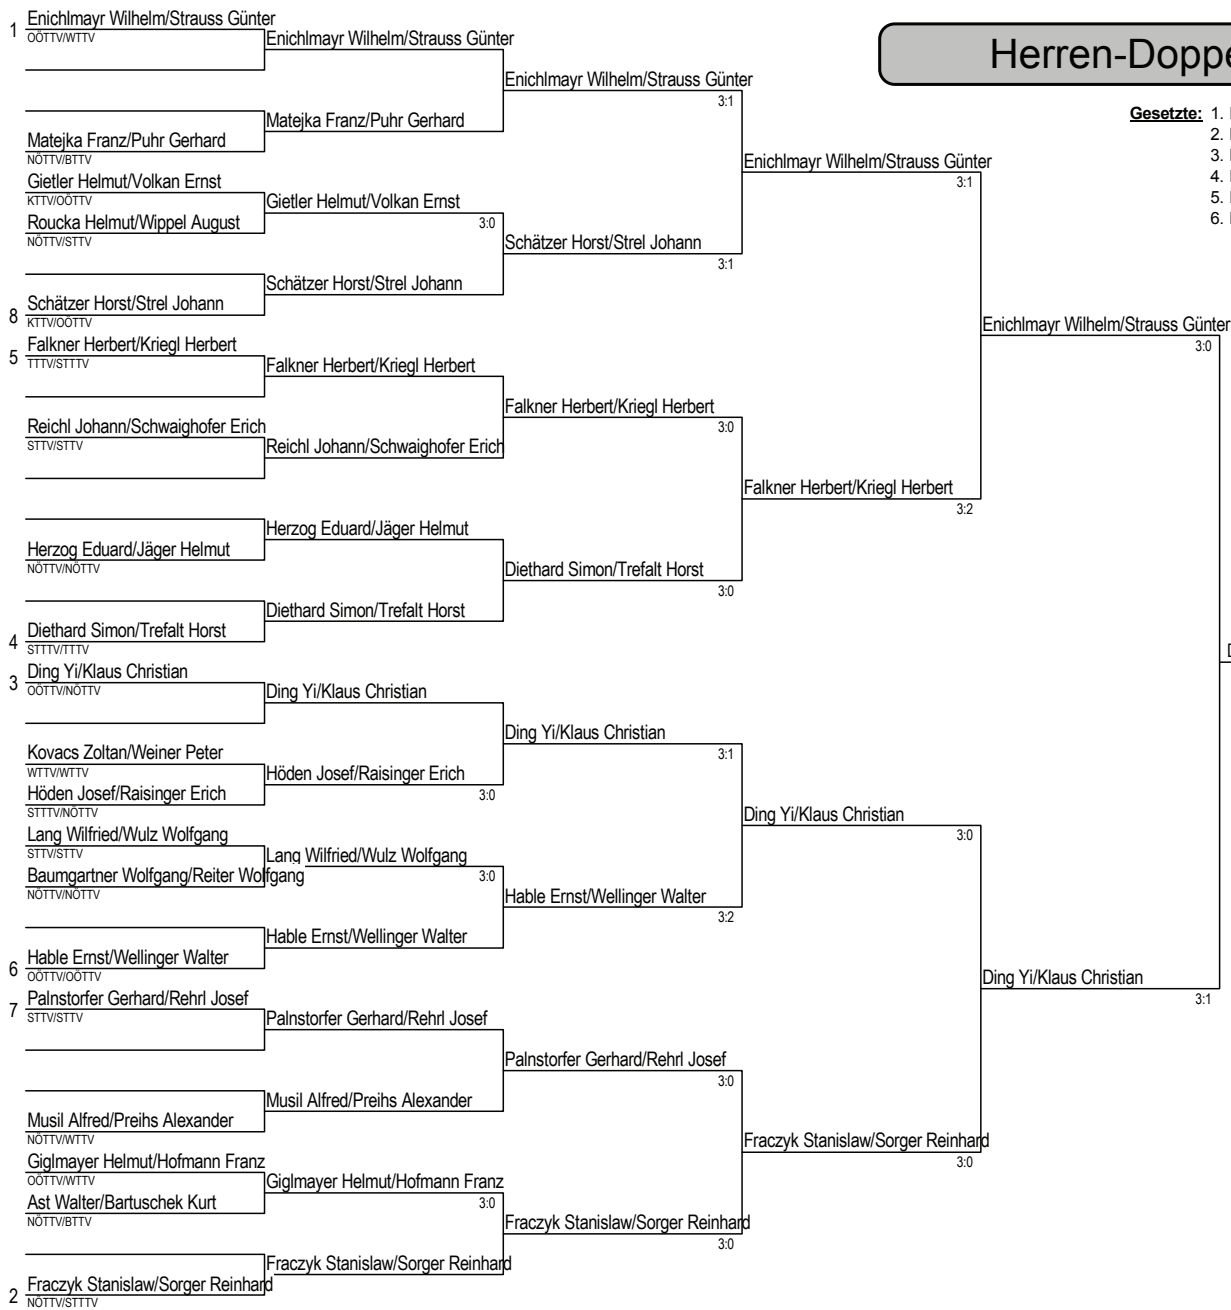 Herren-Doppe
Gesetzte: 1.
2.
3.
4.
5.
6.
1 Enichlmayr Wilhelm/Strauss Günter
OÖTTV/WTTV
Matejka Franz/Puhr Gerhard
NÖTTV/BTTV
Gietler Helmut/Volkan Ernst
KTTV/OÖTTV
Roucka Helmut/Wippel August
NÖTTV/STTV
8 Schätzer Horst/Strel Johann
KTTV/OÖTTV
5 Falkner Herbert/Kriegl Herbert
TTTV/STTTV
Reichl Johann/Schwaighofer Erich
STTV/STTV
Herzog Eduard/Jäger Helmut
NÖTTV/NÖTTV
4 Diethard Simon/Trefalt Horst
STTTV/TTTV
3 Ding Yi/Klaus Christian
OÖTTV/NÖTTV
Kovacs Zoltan/Weiner Peter
WTTV/WTTV
Höden Josef/Raisinger Erich
STTTV/NÖTTV
Lang Wilfried/Wulz Wolfgang
STTV/STTV
Baumgartner Wolfgang/Reiter Wolfgang
NÖTTV/NÖTTV
6 Hable Ernst/Wellinger Walter
OÖTTV/OÖTTV
7 Palnstorfer Gerhard/Rehrl Josef
STTV/STTV
Musil Alfred/Preihs Alexander
NÖTTV/WTTV
Giglmayer Helmut/Hofmann Franz
OÖTTV/WTTV
Ast Walter/Bartuschek Kurt
NÖTTV/BTTV
2 Fraczyk Stanislaw/Sorger Reinhard
NÖTTV/STTTV
Enichlmayr Wilhelm/Strauss Günter
Matejka Franz/Puhr Gerhard
Gietler Helmut/Volkan Ernst
3:0
Schätzer Horst/Strel Johann
Falkner Herbert/Kriegl Herbert
Reichl Johann/Schwaighofer Erich
Herzog Eduard/Jäger Helmut
Diethard Simon/Trefalt Horst
Ding Yi/Klaus Christian
Höden Josef/Raisinger Erich
3:0
Lang Wilfried/Wulz Wolfgang
3:0
Hable Ernst/Wellinger Walter
Palnstorfer Gerhard/Rehrl Josef
Musil Alfred/Preihs Alexander
Giglmayer Helmut/Hofmann Franz
3:0
Fraczyk Stanislaw/Sorger Reinhard
Enichlmayr Wilhelm/Strauss Günter
3:1
Schätzer Horst/Strel Johann
3:1
Falkner Herbert/Kriegl Herbert
3:0
Diethard Simon/Trefalt Horst
3:0
Ding Yi/Klaus Christian
3:1
Hable Ernst/Wellinger Walter
3:2
Palnstorfer Gerhard/Rehrl Josef
3:0
Fraczyk Stanislaw/Sorger Reinhard
3:0
Enichlmayr Wilhelm/Strauss Günter
3:1
Falkner Herbert/Kriegl Herbert
3:2
Ding Yi/Klaus Christian
3:0
Fraczyk Stanislaw/Sorger Reinhard
3:0
Enichlmayr Wilhelm/Strauss Günter
3:0
Ding Yi/Klaus Christian
3:1